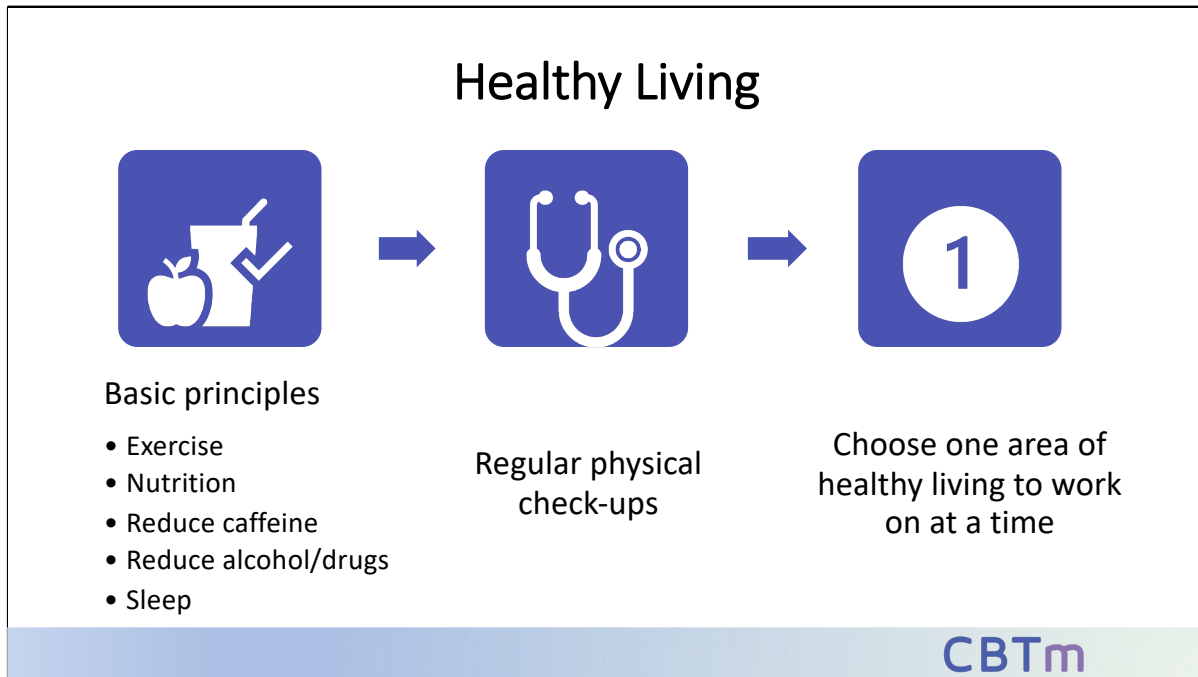 Healthy Living
1
Basic principles
• Exercise
• Nutrition
• Reduce caffeine
• Reduce alcohol/drugs
• Sleep
Regular physical
check-ups
Choose one area of
healthy living to work
on at a time
CBTm